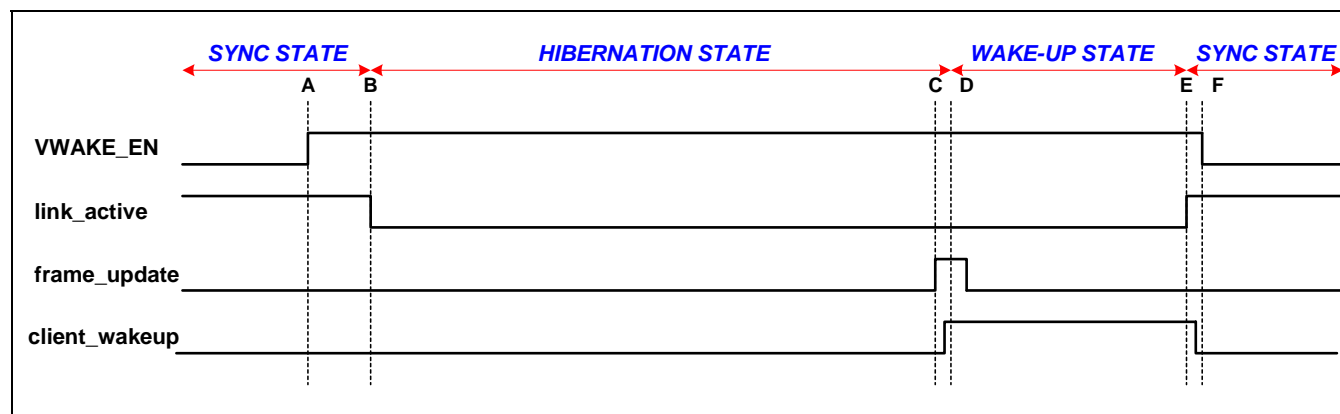 SYNC STATE HIBERNATION STATE WAKE-UP STATE SYNC STATE
A B C D E F
VWAKE_EN
link_active
frame_update
client_wakeup